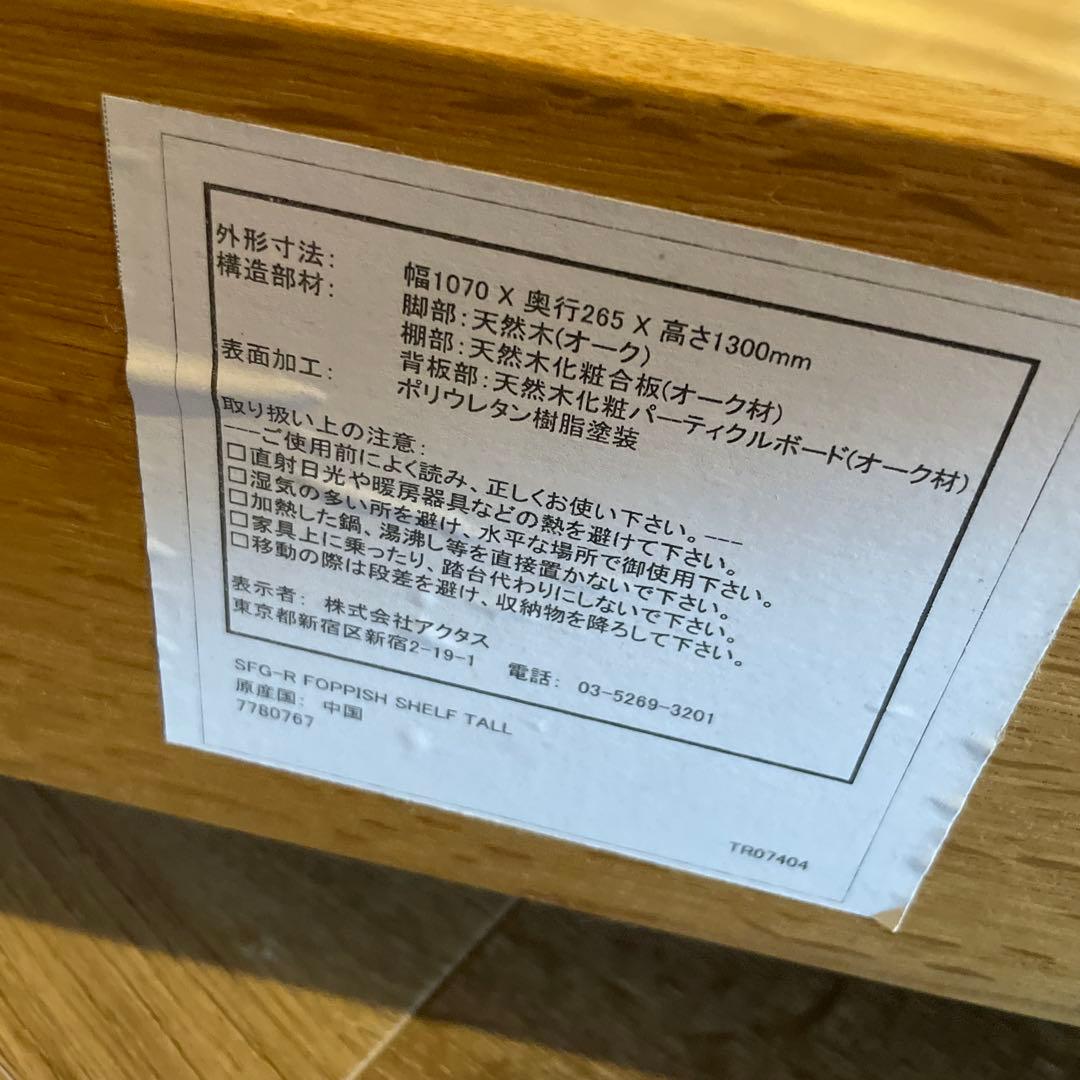 外形寸法: 幅1070 X 奥行265 X 高さ1300mm
構造部材: 脚部:天然木(オーク)
棚部:天然木化粧合板(オーク材)
背板部:天然木化粧パーティクルボード(オーク材)
表面加工: ポリウレタン樹脂塗装
取り扱い上の注意:
---ご使用前によく読み、正しくお使い下さい。---
□直射日光や暖房器具などの熱を避けて下さい。
□湿気の多い所を避け、水平な場所で御使用下さい。
□加熱した鍋、湯沸し等を直接置かないで下さい。
□家具上に乗ったり、踏台代わりにしないで下さい。
□移動の際は段差を避け、収納物を降ろして下さい。
表示者: 株式会社アクタス
東京都新宿区新宿2-19-1 電話: 03-5269-3201
SFG-R FOPPISH SHELF TALL
原産国: 中国
7780767
TR07404